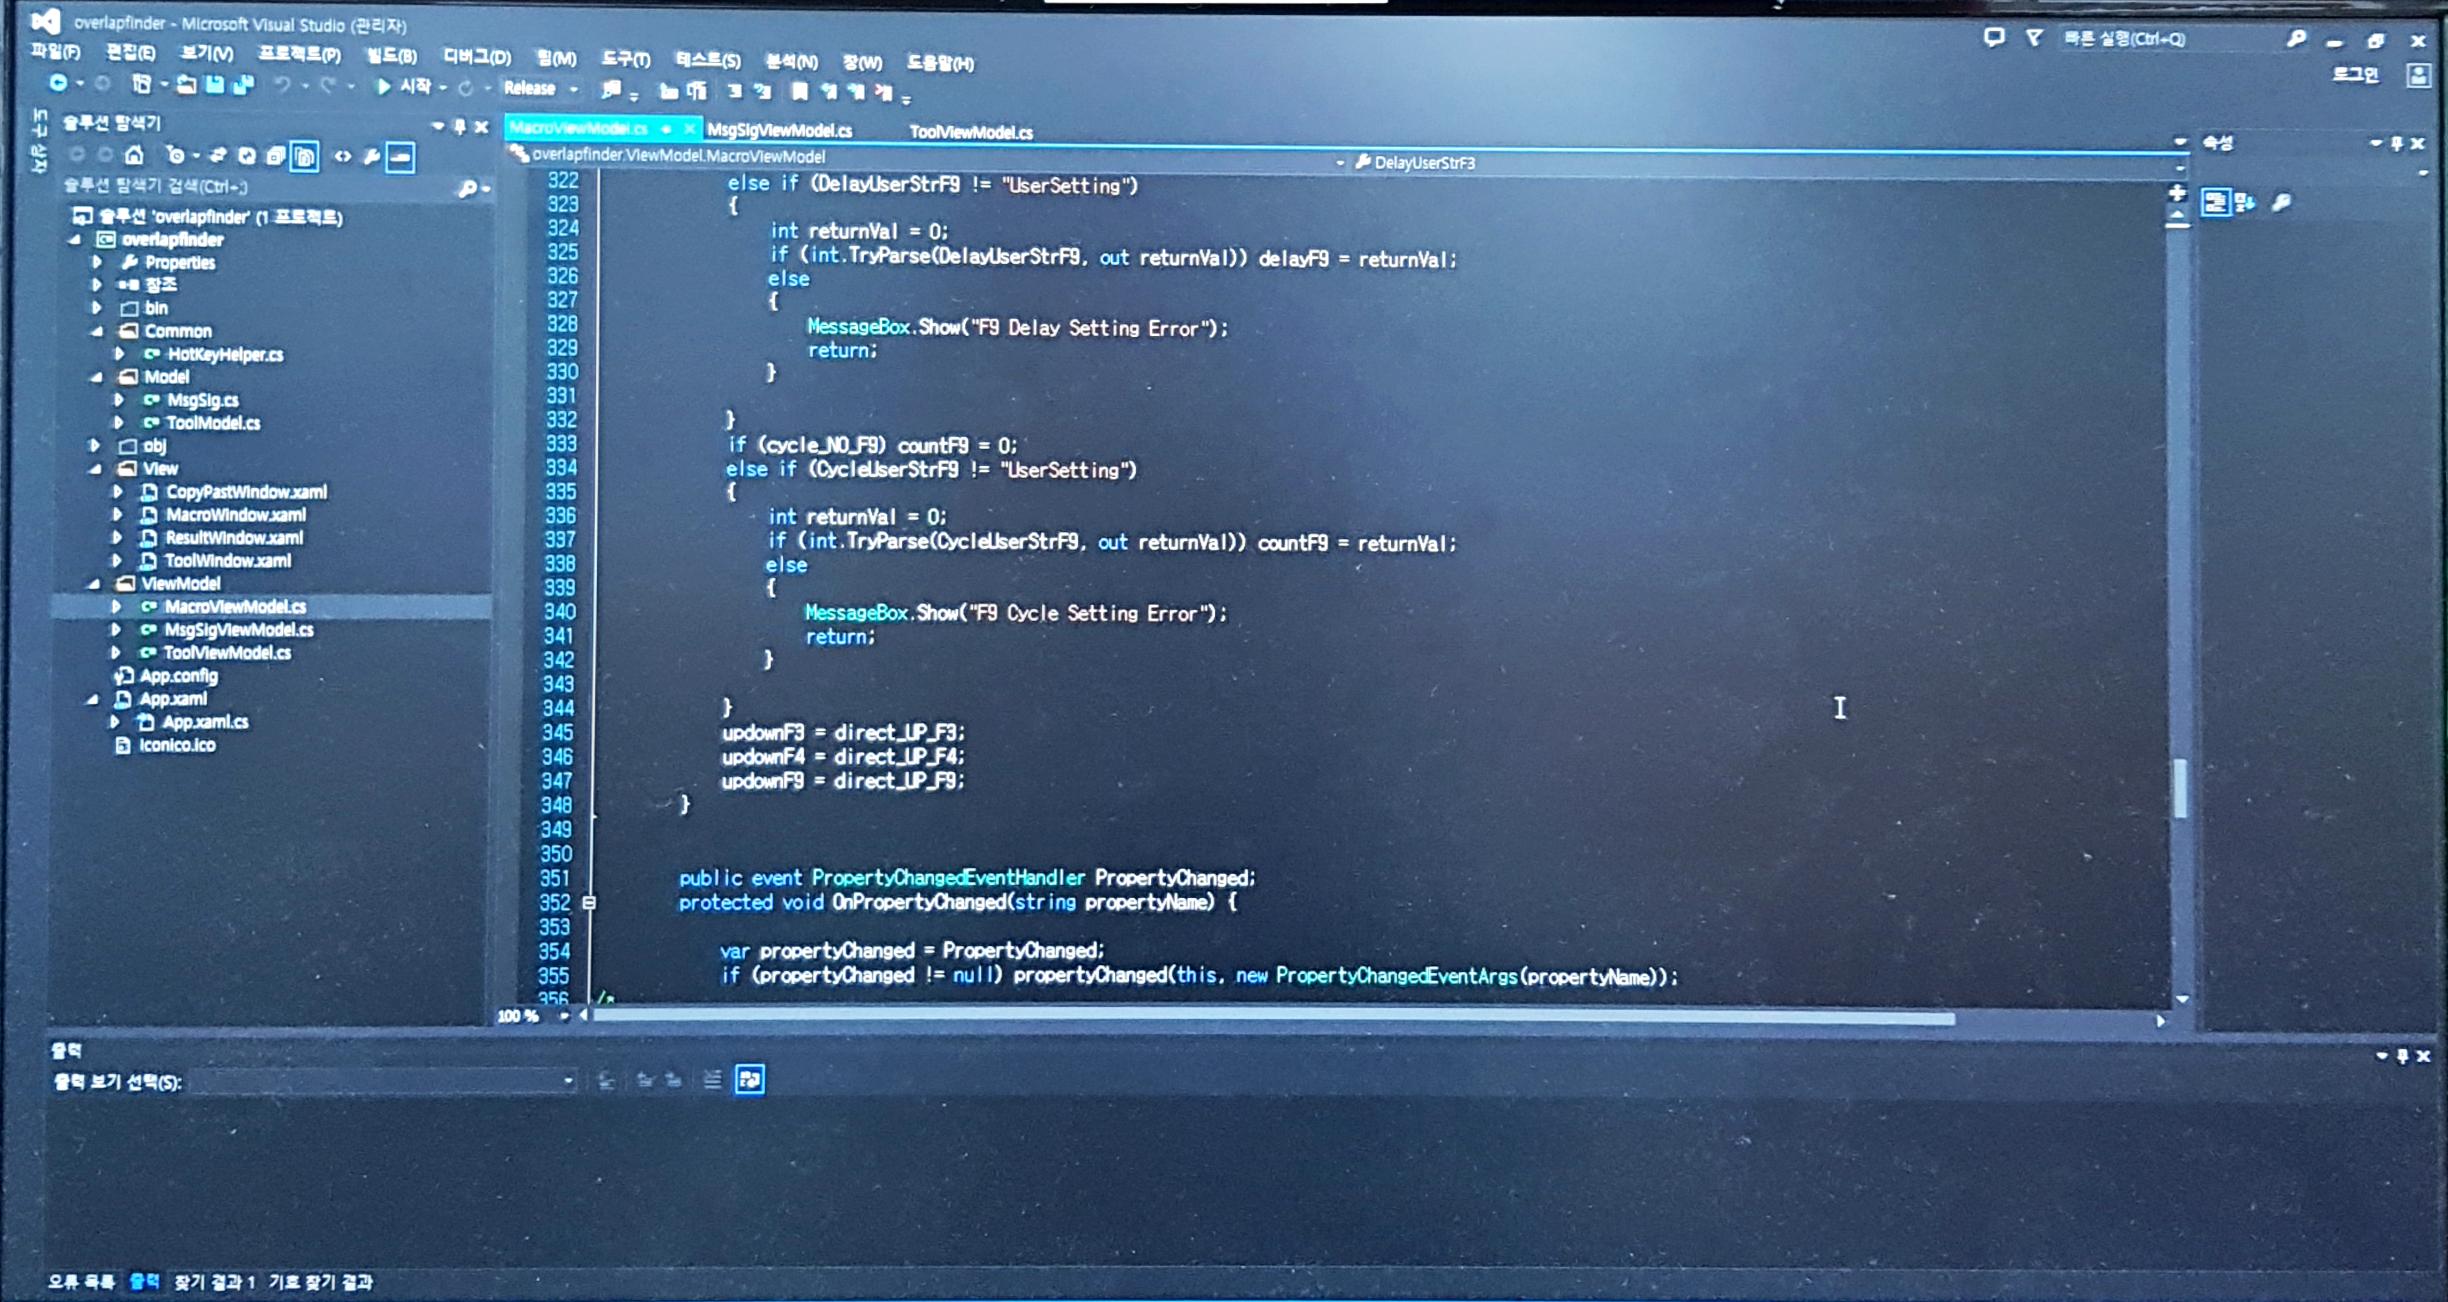 overlapfinder - Microsoft Visual Studio (관리자)
빠른 실행(Ctrl+Q)
파일(F) 편집(E) 보기(V) 프로젝트(P) 빌드(B) 디버그(D) 팀(M) 도구(T) 테스트(S) 분석(N) 창(W) 도움말(H)
로그인
시작 Release
도구 상자
솔루션 탐색기
솔루션 탐색기 검색(Ctrl+;)
솔루션 'overlapfinder' (1 프로젝트)
overlapfinder
Properties
참조
bin
Common
HotKeyHelper.cs
Model
MsgSig.cs
ToolModel.cs
obj
View
CopyPastWindow.xaml
MacroWindow.xaml
ResultWindow.xaml
ToolWindow.xaml
ViewModel
MacroViewModel.cs
MsgSigViewModel.cs
ToolViewModel.cs
App.config
App.xaml
App.xaml.cs
Iconico.ico
MacroViewModel.cs MsgSigViewModel.cs ToolViewModel.cs
overlapfinder.ViewModel.MacroViewModel DelayUserStrF3
322 else if (DelayUserStrF9 != "UserSetting")
323 {
324 int returnVal = 0;
325 if (int.TryParse(DelayUserStrF9, out returnVal)) delayF9 = returnVal;
326 else
327 {
328 MessageBox.Show("F9 Delay Setting Error");
329 return;
330 }
331
332 }
333 if (cycle_NO_F9) countF9 = 0;
334 else if (CycleUserStrF9 != "UserSetting")
335 {
336 int returnVal = 0;
337 if (int.TryParse(CycleUserStrF9, out returnVal)) countF9 = returnVal;
338 else
339 {
340 MessageBox.Show("F9 Cycle Setting Error");
341 return;
342 }
343
344 }
345 updownF3 = direct_UP_F3;
346 updownF4 = direct_UP_F4;
347 updownF9 = direct_UP_F9;
348 }
349
350
351 public event PropertyChangedEventHandler PropertyChanged;
352 protected void OnPropertyChanged(string propertyName) {
353
354 var propertyChanged = PropertyChanged;
355 if (propertyChanged != null) propertyChanged(this, new PropertyChangedEventArgs(propertyName));
356 /*
100 %
속성
출력
출력 보기 선택(S):
오류 목록 출력 찾기 결과 1 기호 찾기 결과